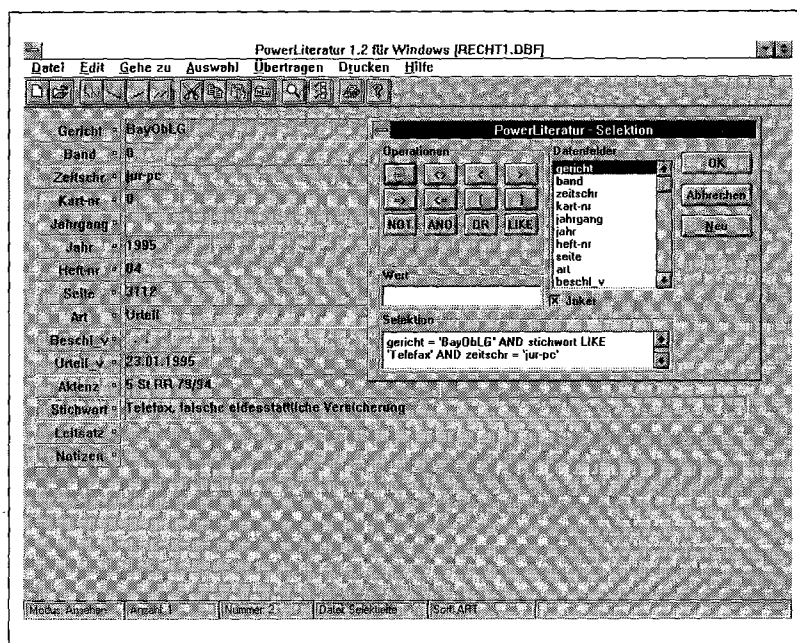 PowerLiteratur 1.2 für Windows [RECHT1.DBF]
Datei Edit Gehe zu Auswahl Übertragen Drucken Hilfe
Gericht BayObLG
Band 0
Zeitschr jur-pc
Kart-nr 0
Jahrgang
Jahr 1995
Heft-nr 04
Seite 3112
Art Urteil
Beschl_v
Urteil_v 23.01.1995
Aktenz 5 St RR 79/94
Stichwort Telefax, falsche eidesstattliche Versicherung
Leitsatz
Notizen
PowerLiteratur - Selektion
Operationen
= <> < >
=> <= ( )
NOT AND OR LIKE
Wert
Datenfelder
gericht
band
zeitschr
kart-nr
jahrgang
jahr
heft-nr
seite
art
beschl_v
Joker
OK
Abbrechen
Neu
Selektion
gericht = 'BayObLG' AND stichwort LIKE
'Telefax' AND zeitschr = 'jur-pc'
Modus: Ansehen Anzahl: 1 Nummer: 2 Datei: Selektierte Sort: ART